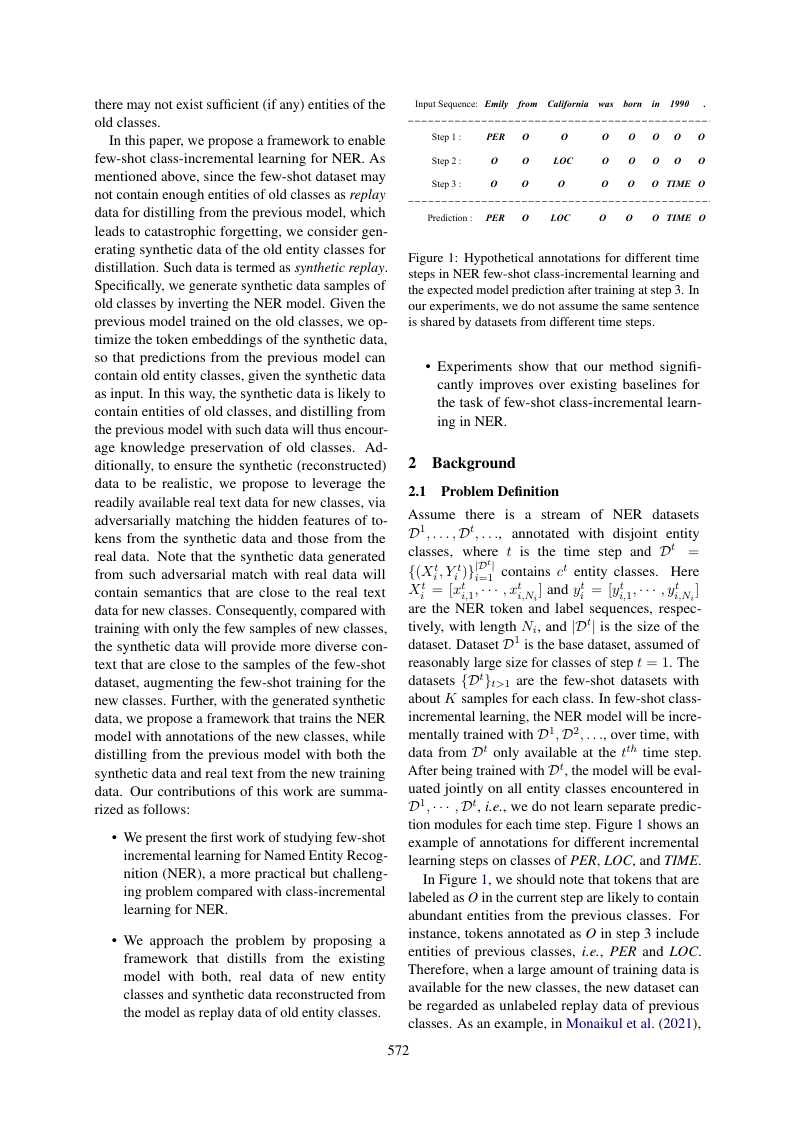 there may not exist sufficient (if any) entities of the
old classes.
In this paper, we propose a framework to enable
few-shot class-incremental learning for NER. As
mentioned above, since the few-shot dataset may
not contain enough entities of old classes as replay
data for distilling from the previous model, which
leads to catastrophic forgetting, we consider gen-
erating synthetic data of the old entity classes for
distillation. Such data is termed as synthetic replay.
Specifically, we generate synthetic data samples of
old classes by inverting the NER model. Given the
previous model trained on the old classes, we op-
timize the token embeddings of the synthetic data,
so that predictions from the previous model can
contain old entity classes, given the synthetic data
as input. In this way, the synthetic data is likely to
contain entities of old classes, and distilling from
the previous model with such data will thus encour-
age knowledge preservation of old classes. Ad-
ditionally, to ensure the synthetic (reconstructed)
data to be realistic, we propose to leverage the
readily available real text data for new classes, via
adversarially matching the hidden features of to-
kens from the synthetic data and those from the
real data. Note that the synthetic data generated
from such adversarial match with real data will
contain semantics that are close to the real text
data for new classes. Consequently, compared with
training with only the few samples of new classes,
the synthetic data will provide more diverse con-
text that are close to the samples of the few-shot
dataset, augmenting the few-shot training for the
new classes. Further, with the generated synthetic
data, we propose a framework that trains the NER
model with annotations of the new classes, while
distilling from the previous model with both the
synthetic data and real text from the new training
data. Our contributions of this work are summa-
rized as follows:
• We present the first work of studying few-shot
incremental learning for Named Entity Recog-
nition (NER), a more practical but challeng-
ing problem compared with class-incremental
learning for NER.
• We approach the problem by proposing a
framework that distills from the existing
model with both, real data of new entity
classes and synthetic data reconstructed from
the model as replay data of old entity classes.
Input Sequence: Emily from California was born in 1990 .
Step 1 : PER O O O O O O O
Step 2 : O O LOC O O O O O
Step 3 : O O O O O O TIME O
Prediction : PER O LOC O O O TIME O
Figure 1: Hypothetical annotations for different time
steps in NER few-shot class-incremental learning and
the expected model prediction after training at step 3. In
our experiments, we do not assume the same sentence
is shared by datasets from different time steps.
• Experiments show that our method signifi-
cantly improves over existing baselines for
the task of few-shot class-incremental learn-
ing in NER.
2 Background
2.1 Problem Definition
Assume there is a stream of NER datasets
𝒟^1, . . . , 𝒟^t, . . ., annotated with disjoint entity
classes, where t is the time step and 𝒟^t =
{(X_i^t, Y_i^t)}_{i=1}^{|𝒟^t|} contains c^t entity classes. Here
X_i^t = [x_{i,1}^t, · · · , x_{i,N_i}^t] and y_i^t = [y_{i,1}^t, · · · , y_{i,N_i}^t]
are the NER token and label sequences, respec-
tively, with length N_i, and |𝒟^t| is the size of the
dataset. Dataset 𝒟^1 is the base dataset, assumed of
reasonably large size for classes of step t = 1. The
datasets {𝒟^t}_{t>1} are the few-shot datasets with
about K samples for each class. In few-shot class-
incremental learning, the NER model will be incre-
mentally trained with 𝒟^1, 𝒟^2, . . ., over time, with
data from 𝒟^t only available at the t^{th} time step.
After being trained with 𝒟^t, the model will be eval-
uated jointly on all entity classes encountered in
𝒟^1, · · · , 𝒟^t, i.e., we do not learn separate predic-
tion modules for each time step. Figure 1 shows an
example of annotations for different incremental
learning steps on classes of PER, LOC, and TIME.
In Figure 1, we should note that tokens that are
labeled as O in the current step are likely to contain
abundant entities from the previous classes. For
instance, tokens annotated as O in step 3 include
entities of previous classes, i.e., PER and LOC.
Therefore, when a large amount of training data is
available for the new classes, the new dataset can
be regarded as unlabeled replay data of previous
classes. As an example, in Monaikul et al. (2021),
572